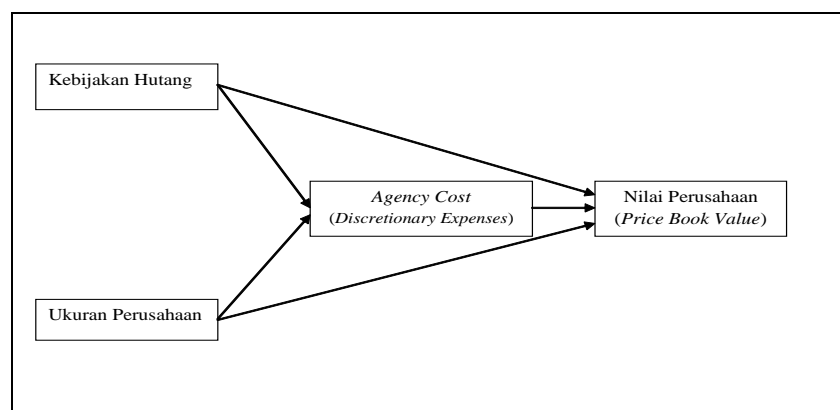 Kebijakan Hutang
Agency Cost
(Discretionary Expenses)
Nilai Perusahaan
(Price Book Value)
Ukuran Perusahaan